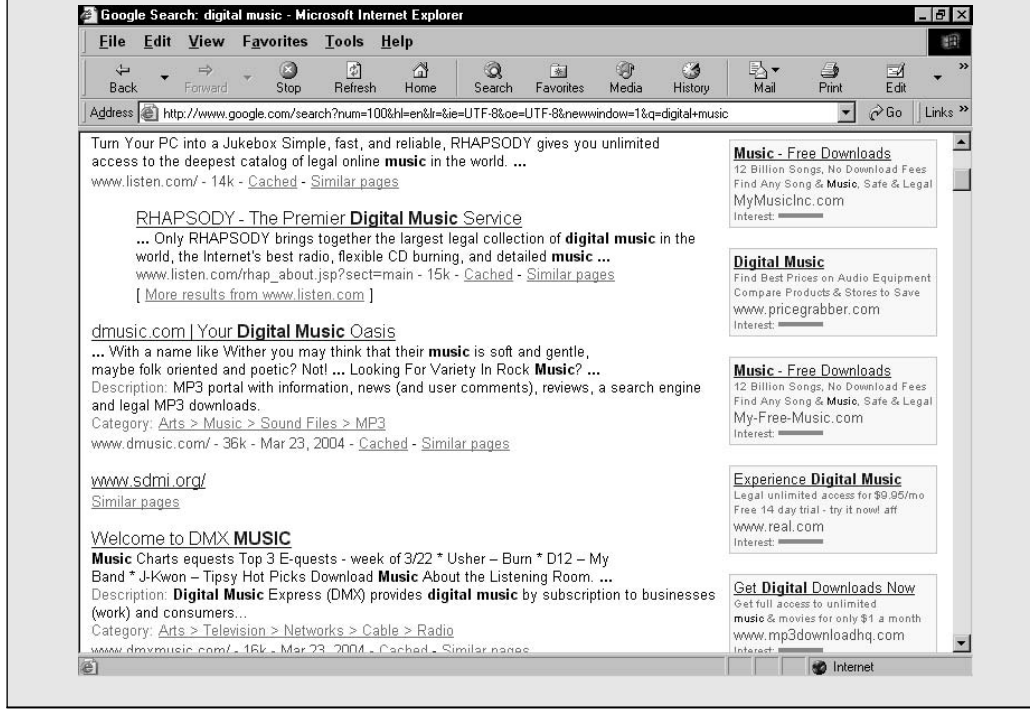 Google Search: digital music - Microsoft Internet Explorer
File Edit View Favorites Tools Help
Back Forward Stop Refresh Home Search Favorites Media History Mail Print Edit »
Address http://www.google.com/search?num=100&hl=en&lr=&ie=UTF-8&oe=UTF-8&newwindow=1&q=digital+music Go Links »
Turn Your PC into a Jukebox Simple, fast, and reliable, RHAPSODY gives you unlimited
access to the deepest catalog of legal online music in the world. ...
www.listen.com/ - 14k - Cached - Similar pages
RHAPSODY - The Premier Digital Music Service
... Only RHAPSODY brings together the largest legal collection of digital music in the
world, the Internet's best radio, flexible CD burning, and detailed music ...
www.listen.com/rhap_about.jsp?sect=main - 15k - Cached - Similar pages
[ More results from www.listen.com ]
dmusic.com | Your Digital Music Oasis
... With a name like Wither you may think that their music is soft and gentle,
maybe folk oriented and poetic? Not! ... Looking For Variety In Rock Music? ...
Description: MP3 portal with information, news (and user comments), reviews, a search engine
and legal MP3 downloads.
Category: Arts > Music > Sound Files > MP3
www.dmusic.com/ - 36k - Mar 23, 2004 - Cached - Similar pages
www.sdmi.org/
Similar pages
Welcome to DMX MUSIC
Music Charts equests Top 3 E-quests - week of 3/22 * Usher – Burn * D12 – My
Band * J-Kwon – Tipsy Hot Picks Download Music About the Listening Room. ...
Description: Digital Music Express (DMX) provides digital music by subscription to businesses
(work) and consumers...
Category: Arts > Television > Networks > Cable > Radio
www.dmxmusic.com/ - 16k - Mar 23, 2004 - Cached - Similar pages
Music - Free Downloads
12 Billion Songs, No Download Fees
Find Any Song & Music, Safe & Legal
MyMusicInc.com
Interest:
Digital Music
Find Best Prices on Audio Equipment
Compare Products & Stores to Save
www.pricegrabber.com
Interest:
Music - Free Downloads
12 Billion Songs, No Download Fees
Find Any Song & Music, Safe & Legal
My-Free-Music.com
Interest:
Experience Digital Music
Legal unlimited access for $9.95/mo
Free 14 day trial - try it now! aff
www.real.com
Interest:
Get Digital Downloads Now
Get full access to unlimited
music & movies for only $1 a month
www.mp3downloadhq.com
Interest:
Internet